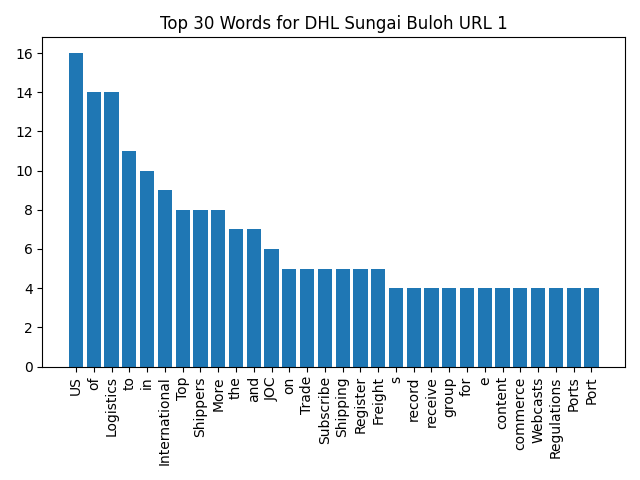 Top 30 Words for DHL Sungai Buloh URL 1
16
14
12
10
8
6
4
2
0
US
of
Logistics
to
in
International
Top
Shippers
More
the
and
JOC
on
Trade
Subscribe
Shipping
Register
Freight
s
record
receive
group
for
e
content
commerce
Webcasts
Regulations
Ports
Port